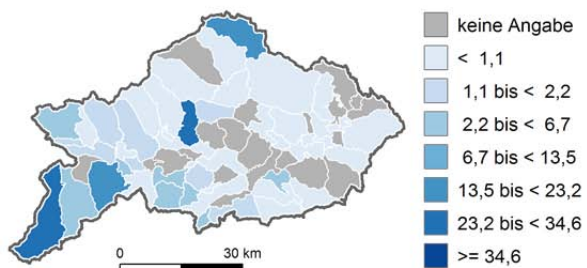 keine Angabe
< 1,1
1,1 bis < 2,2
2,2 bis < 6,7
6,7 bis < 13,5
13,5 bis < 23,2
23,2 bis < 34,6
>= 34,6
0 30 km